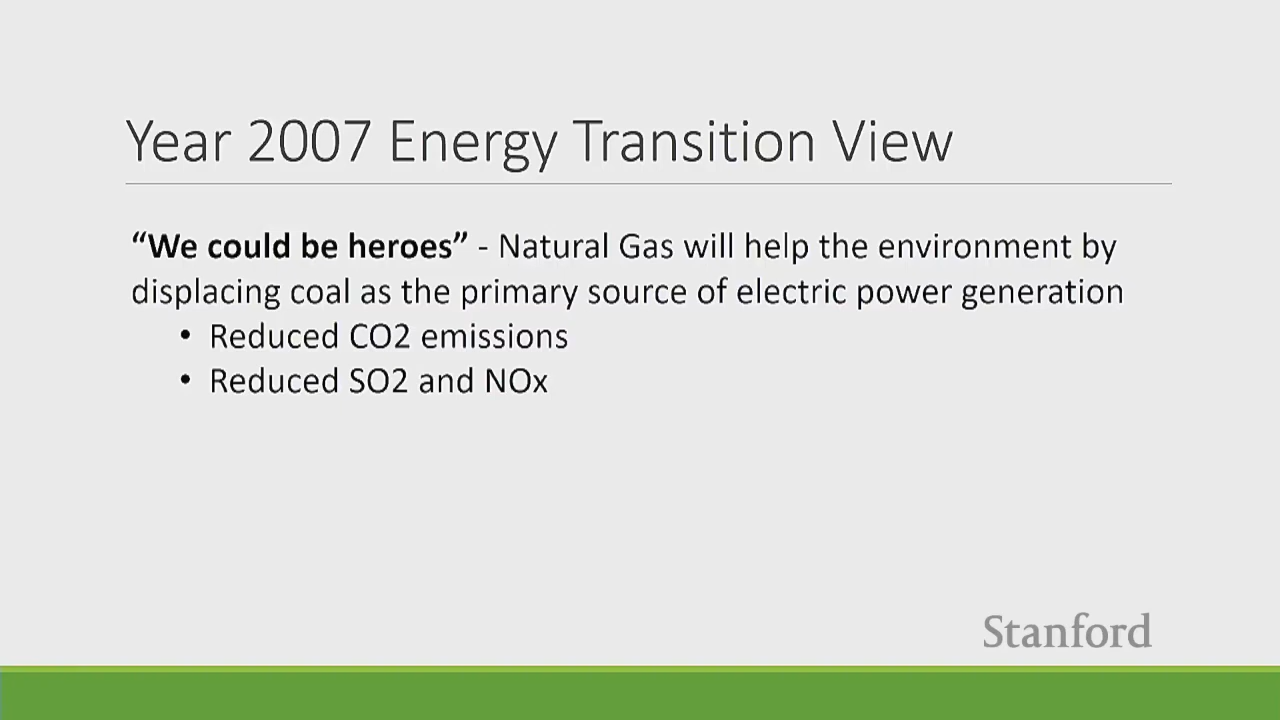 Year 2007 Energy Transition View
“We could be heroes” - Natural Gas will help the environment by
displacing coal as the primary source of electric power generation
• Reduced CO2 emissions
• Reduced SO2 and NOx
Stanford